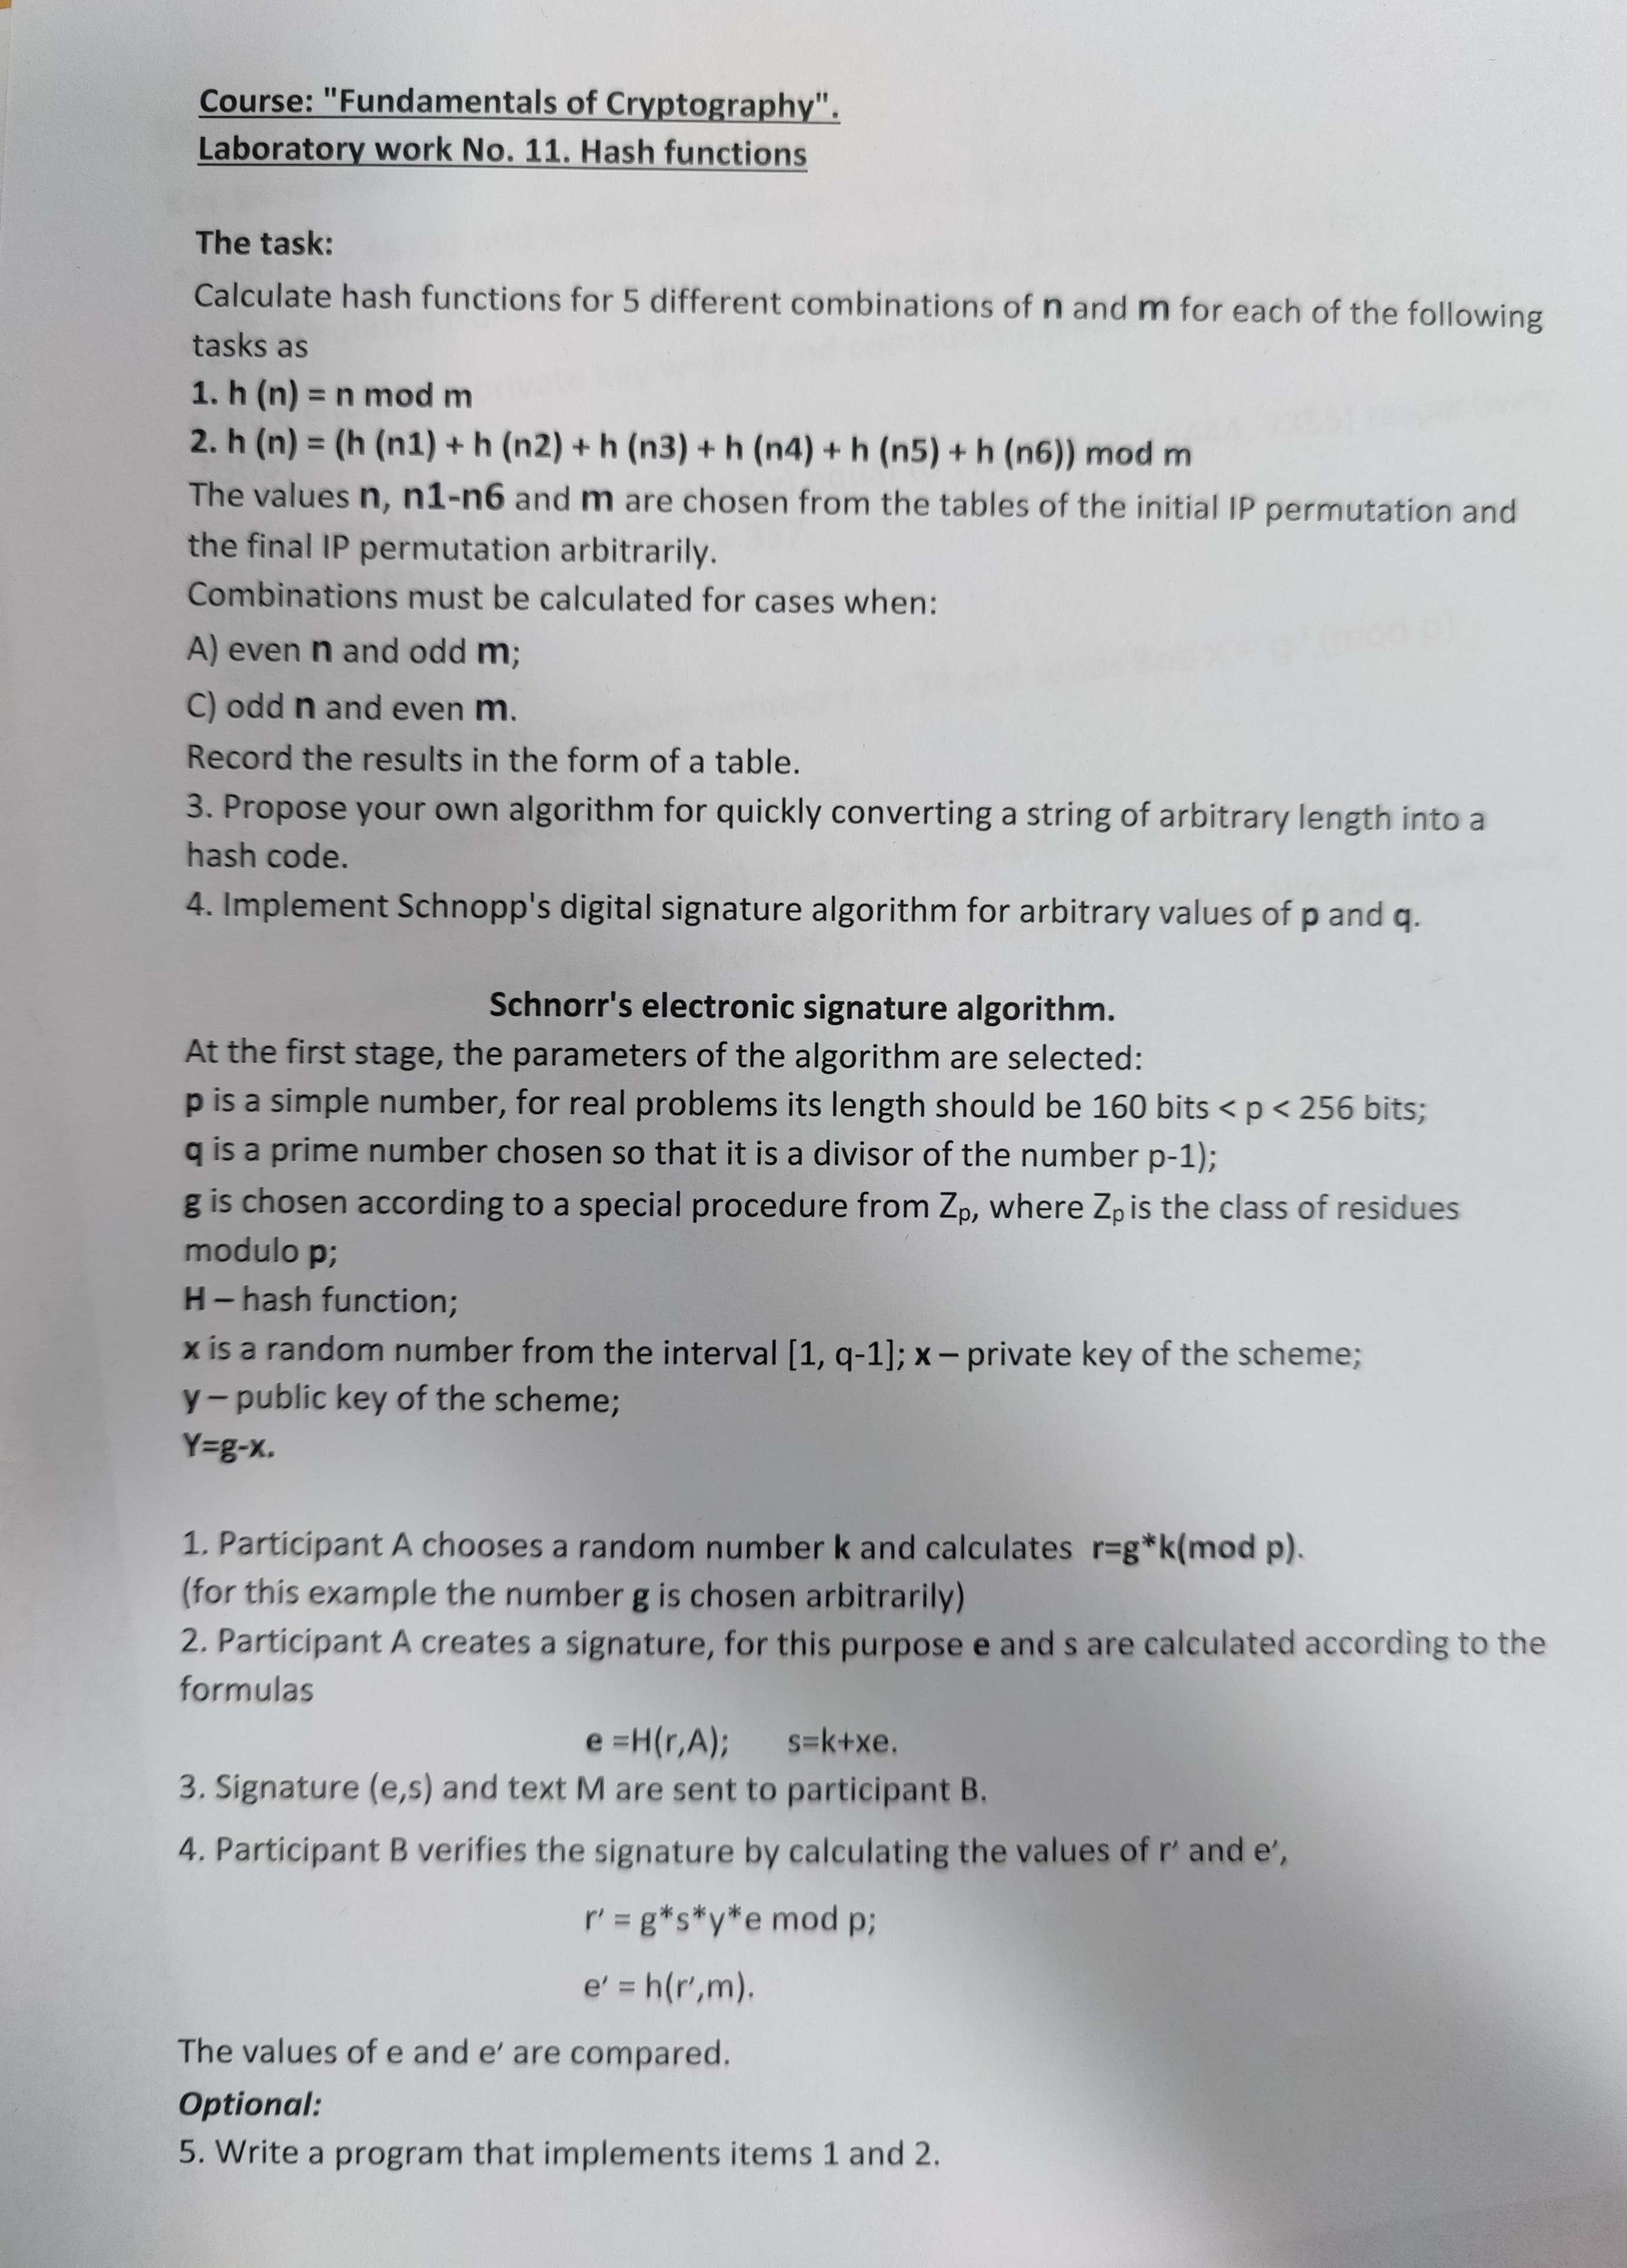 Course: "Fundamentals of Cryptography".
Laboratory work No. 11. Hash functions
The task:
Calculate hash functions for 5 different combinations of n and m for each of the following
tasks as
1. h (n) = n mod m
2. h (n) = (h (n1) + h (n2) + h (n3) + h (n4) + h (n5) + h (n6)) mod m
The values n, n1-n6 and m are chosen from the tables of the initial IP permutation and
the final IP permutation arbitrarily.
Combinations must be calculated for cases when:
A) even n and odd m;
C) odd n and even m.
Record the results in the form of a table.
3. Propose your own algorithm for quickly converting a string of arbitrary length into a
hash code.
4. Implement Schnopp's digital signature algorithm for arbitrary values of p and q.
Schnorr's electronic signature algorithm.
At the first stage, the parameters of the algorithm are selected:
p is a simple number, for real problems its length should be 160 bits < p < 256 bits;
q is a prime number chosen so that it is a divisor of the number p-1);
g is chosen according to a special procedure from Zp, where Zp is the class of residues
modulo p;
H – hash function;
x is a random number from the interval [1, q-1]; x – private key of the scheme;
y – public key of the scheme;
Y=g-x.
1. Participant A chooses a random number k and calculates r=g*k(mod p).
(for this example the number g is chosen arbitrarily)
2. Participant A creates a signature, for this purpose e and s are calculated according to the
formulas
e =H(r,A); s=k+xe.
3. Signature (e,s) and text M are sent to participant B.
4. Participant B verifies the signature by calculating the values of r′ and e′,
r′ = g*s*y*e mod p;
e′ = h(r′,m).
The values of e and e′ are compared.
Optional:
5. Write a program that implements items 1 and 2.